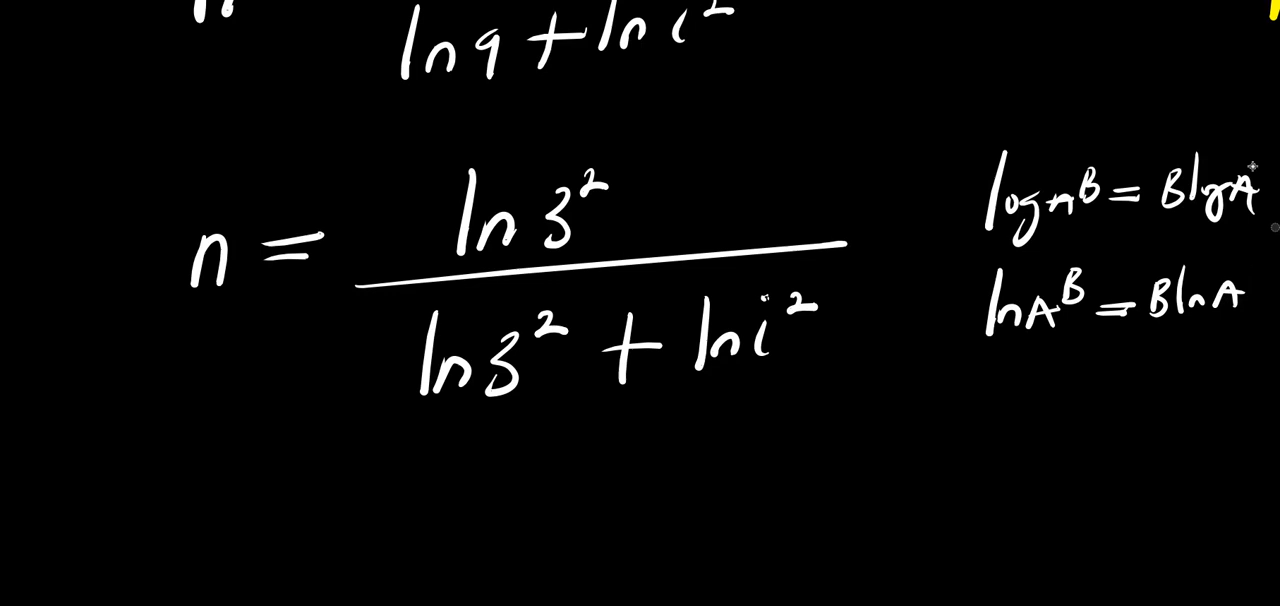 ln 9 + ln i²
n = ln 3² / ln 3² + ln i²
log A^B = B log A
ln A^B = B ln A